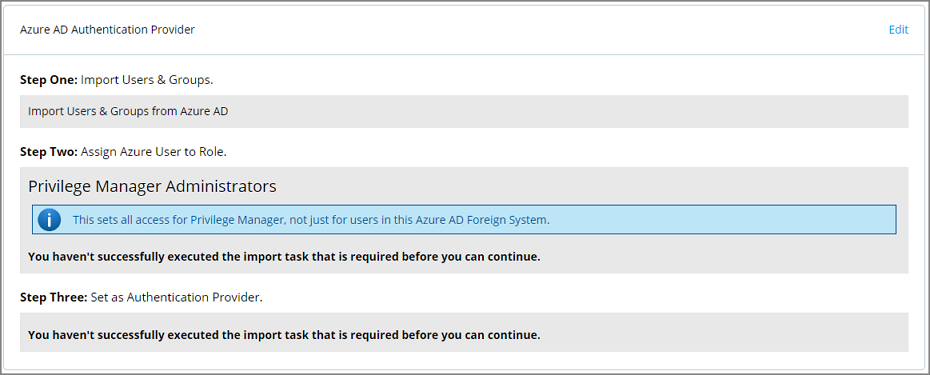 Azure AD Authentication Provider
Edit
Step One: Import Users & Groups.
Import Users & Groups from Azure AD
Step Two: Assign Azure User to Role.
Privilege Manager Administrators
This sets all access for Privilege Manager, not just for users in this Azure AD Foreign System.
You haven't successfully executed the import task that is required before you can continue.
Step Three: Set as Authentication Provider.
You haven't successfully executed the import task that is required before you can continue.